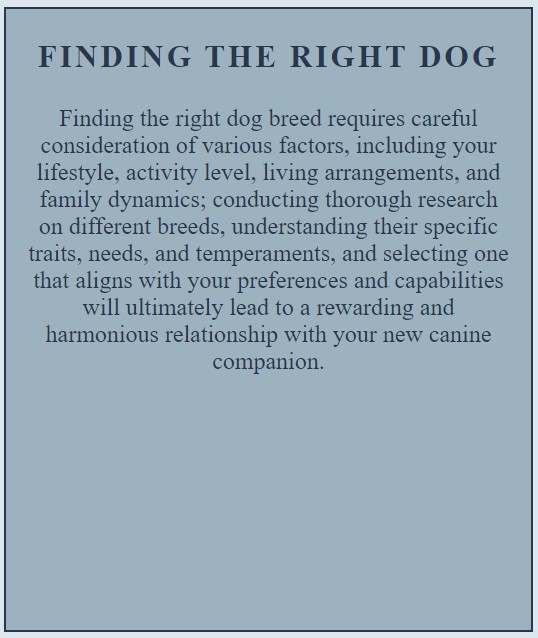 FINDING THE RIGHT DOG
Finding the right dog breed requires careful
consideration of various factors, including your
lifestyle, activity level, living arrangements, and
family dynamics; conducting thorough research
on different breeds, understanding their specific
traits, needs, and temperaments, and selecting one
that aligns with your preferences and capabilities
will ultimately lead to a rewarding and
harmonious relationship with your new canine
companion.